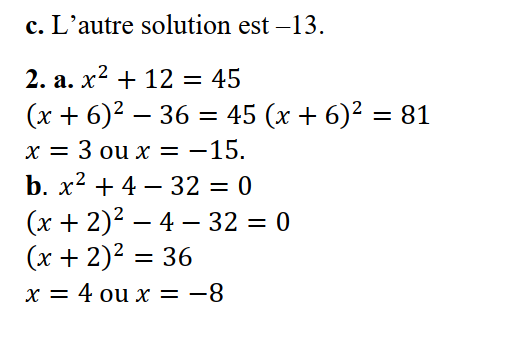 c. L’autre solution est –13.
2. a. x² + 12 = 45
(x + 6)² – 36 = 45 (x + 6)² = 81
x = 3 ou x = −15.
b. x² + 4 – 32 = 0
(x + 2)² – 4 – 32 = 0
(x + 2)² = 36
x = 4 ou x = −8